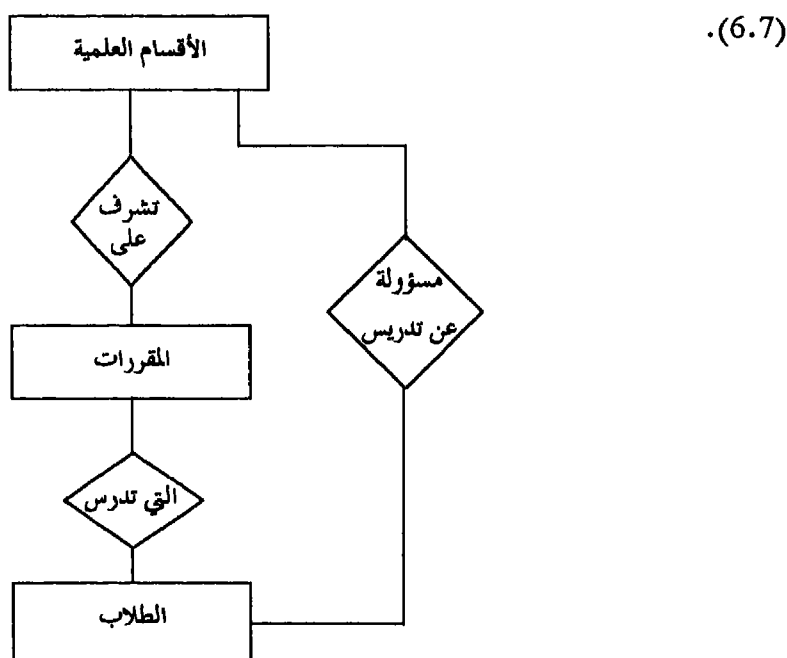 .(6.7)
الأقسام العلمية
تشرف
على
مسؤولة
عن تدريس
المقررات
التي تدرس
الطلاب